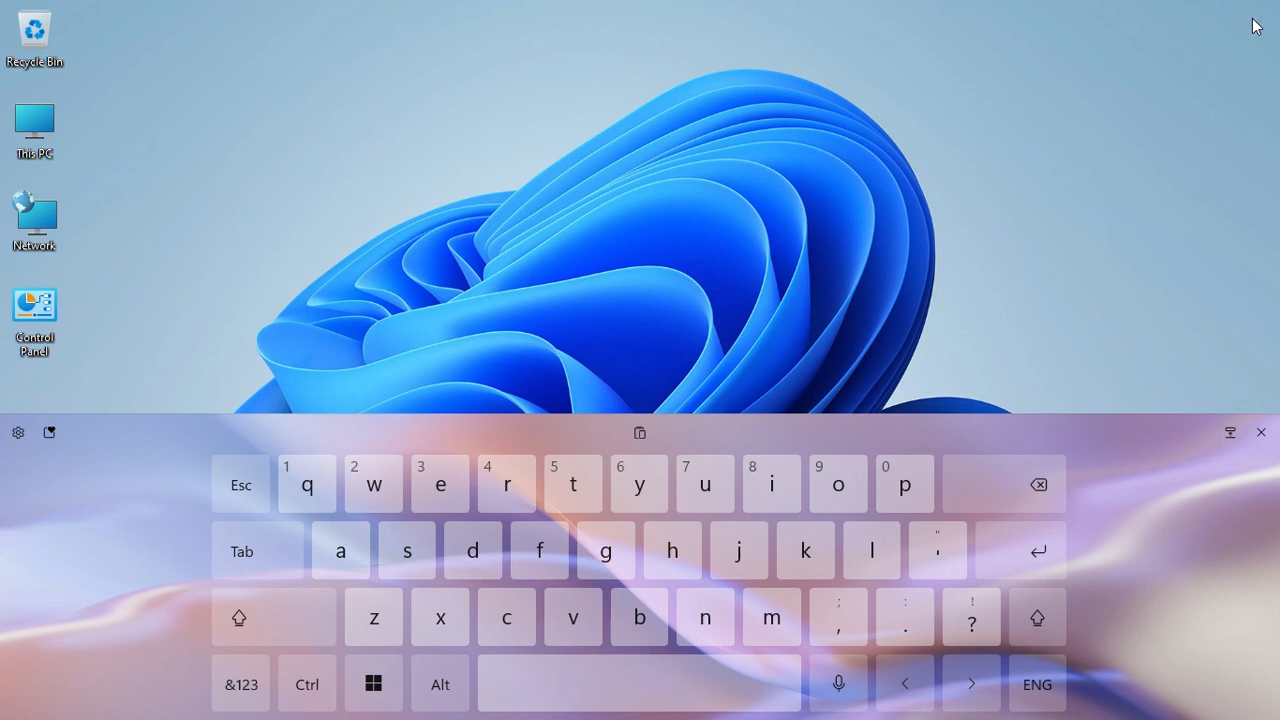 Recycle Bin
This PC
Network
Control
Panel
Esc
1 q
2 w
3 e
4 r
5 t
6 y
7 u
8 i
9 o
0 p
Tab
a s d f g h j k l " '
z x c v b n m ; , : . ! ?
&123 Ctrl Alt < > ENG